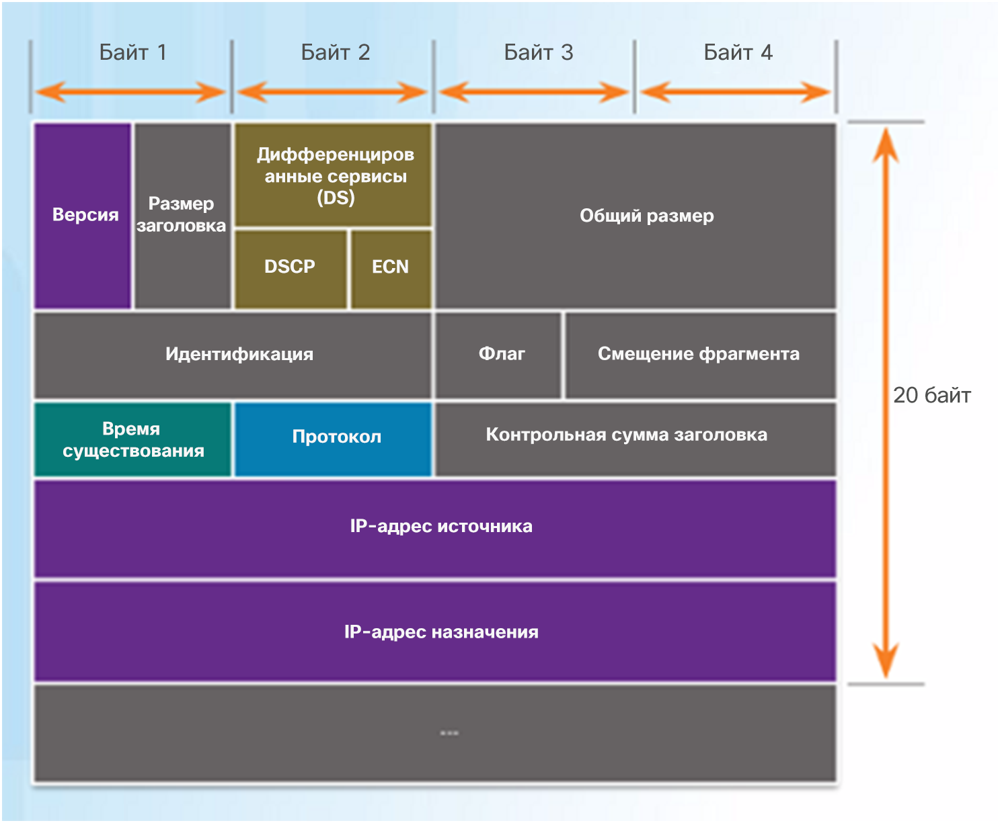 Байт 1
Байт 2
Байт 3
Байт 4
Версия
Размер
заголовка
Дифференциров
анные сервисы
(DS)
DSCP
ECN
Общий размер
Идентификация
Флаг
Смещение фрагмента
20 байт
Время
существования
Протокол
Контрольная сумма заголовка
IP-адрес источника
IP-адрес назначения
---